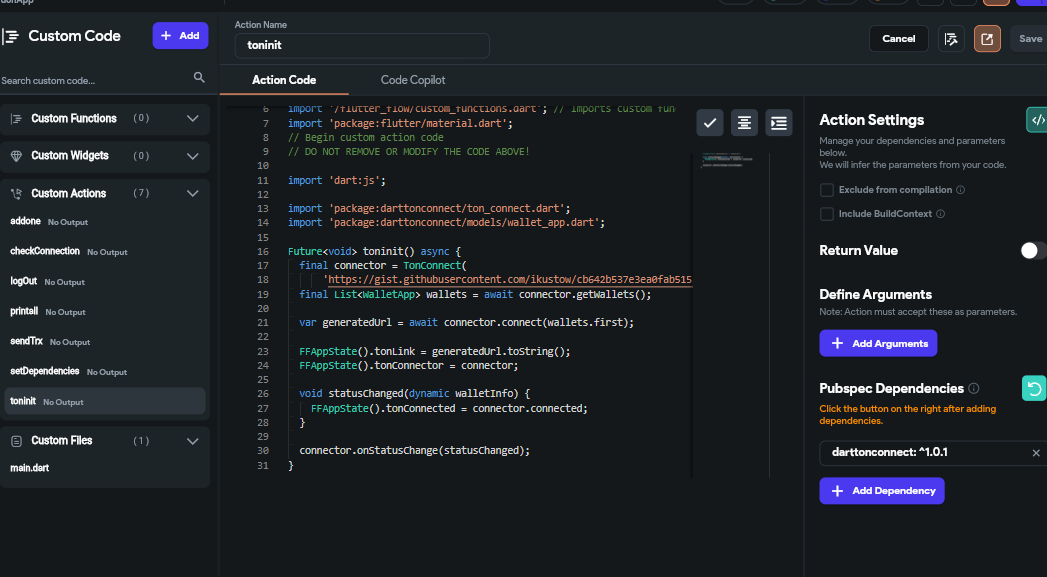 Custom Code
Add
Search custom code...
Custom Functions (0)
Custom Widgets (0)
Custom Actions (7)
addone No Output
checkConnection No Output
logOut No Output
printall No Output
sendTrx No Output
setDependencies No Output
toninit No Output
Custom Files (1)
main.dart
Action Name
toninit
Cancel
Save
Action Code
Code Copilot
6 import '/flutter_flow/custom_functions.dart'; // Imports custom fun
7 import 'package:flutter/material.dart';
8 // Begin custom action code
9 // DO NOT REMOVE OR MODIFY THE CODE ABOVE!
10
11 import 'dart:js';
12
13 import 'package:darttonconnect/ton_connect.dart';
14 import 'package:darttonconnect/models/wallet_app.dart';
15
16 Future<void> toninit() async {
17 final connector = TonConnect(
18 'https://gist.githubusercontent.com/ikustow/cb642b537e3ea0fab515
19 final List<WalletApp> wallets = await connector.getWallets();
20
21 var generatedUrl = await connector.connect(wallets.first);
22
23 FFAppState().tonLink = generatedUrl.toString();
24 FFAppState().tonConnector = connector;
25
26 void statusChanged(dynamic walletInfo) {
27 FFAppState().tonConnected = connector.connected;
28 }
29
30 connector.onStatusChange(statusChanged);
31 }
Action Settings
Manage your dependencies and parameters
below.
We will infer the parameters from your code.
Exclude from compilation
Include BuildContext
Return Value
Define Arguments
Note: Action must accept these as parameters.
Add Arguments
Pubspec Dependencies
Click the button on the right after adding
dependencies.
darttonconnect: ^1.0.1
Add Dependency